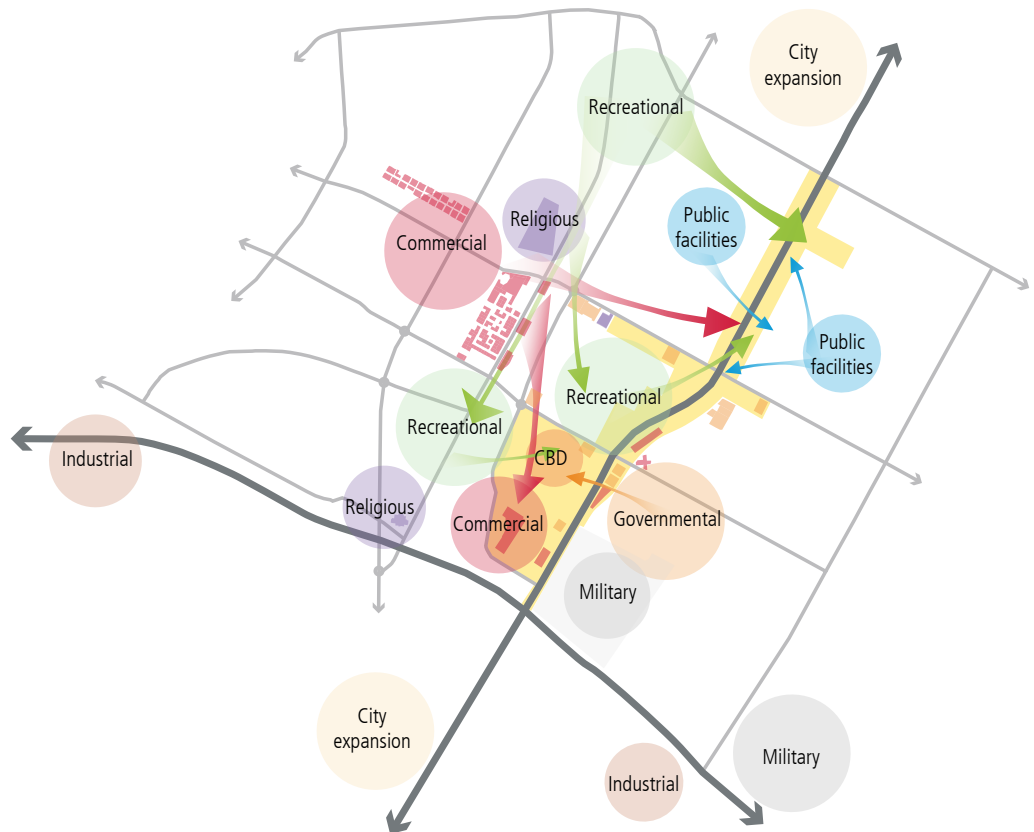 City
expansion
Recreational
Religious
Public
facilities
Commercial
Public
facilities
Recreational
Recreational
CBD
Industrial
Religious
Commercial
Governmental
Military
City
expansion
Military
Industrial